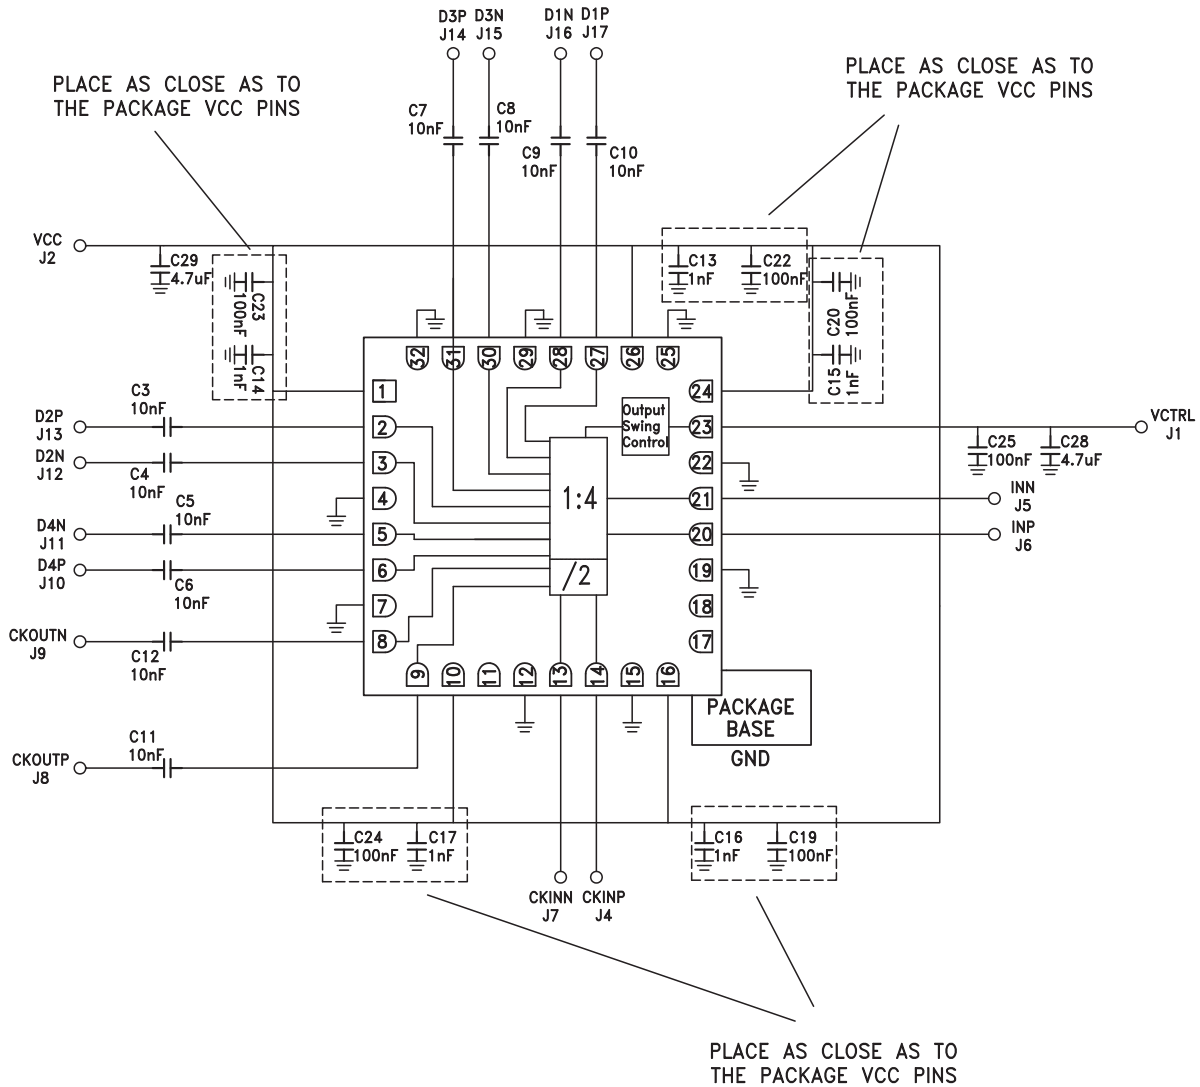 D3P D3N D1N D1P
J14 J15 J16 J17
PLACE AS CLOSE AS TO
THE PACKAGE VCC PINS
PLACE AS CLOSE AS TO
THE PACKAGE VCC PINS
C7
10nF
C8
10nF
C9
10nF
C10
10nF
VCC
J2
C29
4.7uF
C23
100nF
C14
1nF
C13
1nF
C22
100nF
C20
100nF
C15
1nF
32 31 30 29 28 27 26 25
1
2
3
4
5
6
7
8
24
23
22
21
20
19
18
17
9 10 11 12 13 14 15 16
Output
Swing
Control
1:4
/2
C3
10nF
D2P
J13
D2N
J12
C4
10nF
C5
10nF
D4N
J11
D4P
J10
C6
10nF
CKOUTN
J9
C12
10nF
C11
10nF
CKOUTP
J8
VCTRL
J1
C25
100nF
C28
4.7uF
INN
J5
INP
J6
PACKAGE
BASE
GND
C24
100nF
C17
1nF
C16
1nF
C19
100nF
CKINN CKINP
J7 J4
PLACE AS CLOSE AS TO
THE PACKAGE VCC PINS